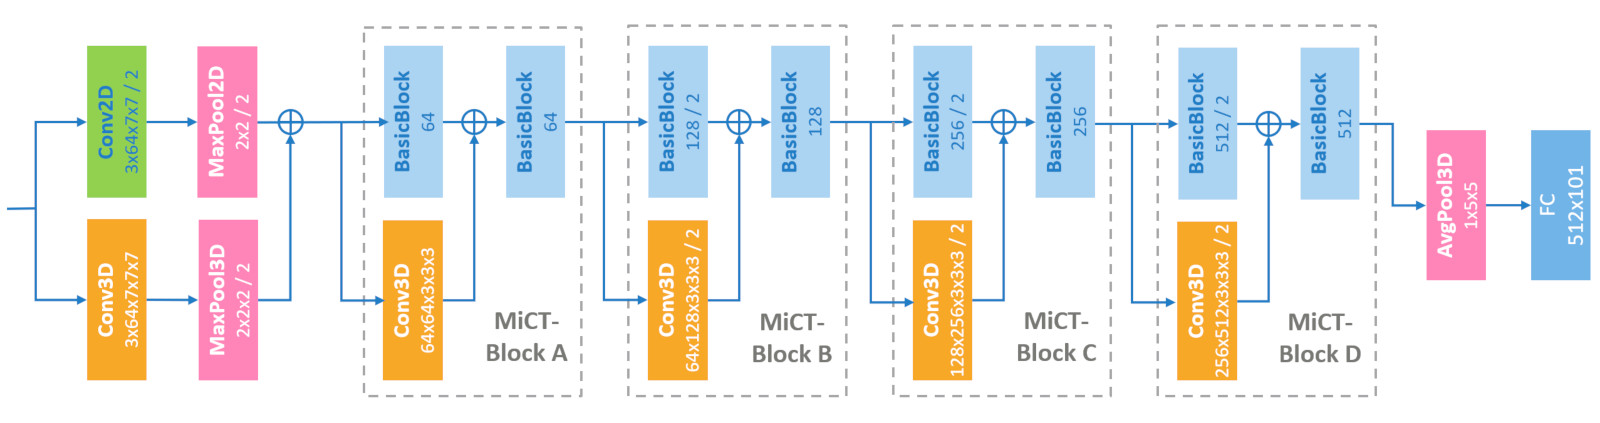 Conv2D
3x64x7x7 / 2
MaxPool2D
2x2 / 2
Conv3D
3x64x7x7x7
MaxPool3D
2x2x2 / 2
BasicBlock
64
BasicBlock
64
Conv3D
64x64x3x3x3
MiCT-
Block A
BasicBlock
128 / 2
BasicBlock
128
Conv3D
64x128x3x3x3 / 2
MiCT-
Block B
BasicBlock
256 / 2
BasicBlock
256
Conv3D
128x256x3x3x3 / 2
MiCT-
Block C
BasicBlock
512 / 2
BasicBlock
512
Conv3D
256x512x3x3x3 / 2
MiCT-
Block D
AvgPool3D
1x5x5
FC
512x101